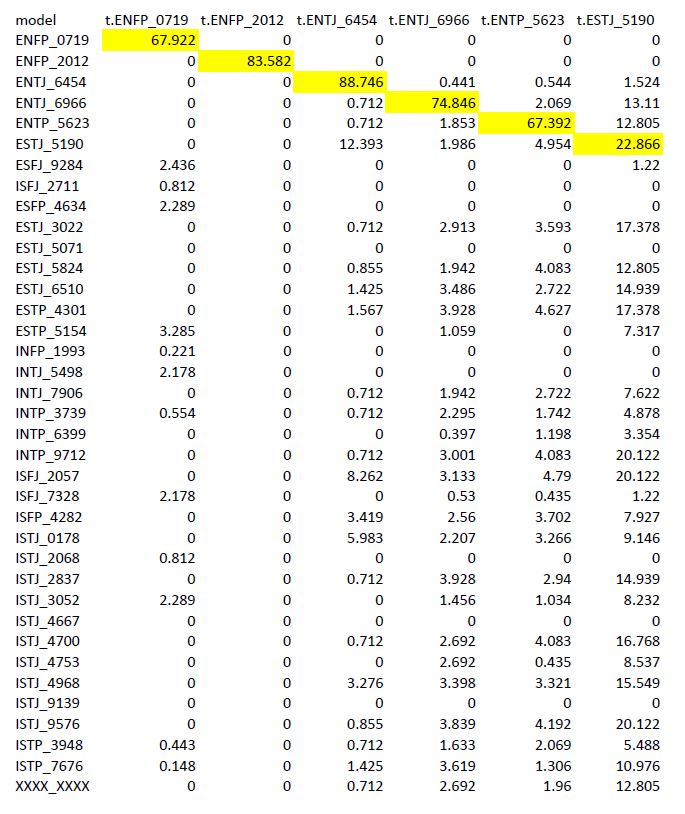 model t.ENFP_0719 t.ENFP_2012 t.ENTJ_6454 t.ENTJ_6966 t.ENTP_5623 t.ESTJ_5190
ENFP_0719 67.922 0 0 0 0 0
ENFP_2012 0 83.582 0 0 0 0
ENTJ_6454 0 0 88.746 0.441 0.544 1.524
ENTJ_6966 0 0 0.712 74.846 2.069 13.11
ENTP_5623 0 0 0.712 1.853 67.392 12.805
ESTJ_5190 0 0 12.393 1.986 4.954 22.866
ESFJ_9284 2.436 0 0 0 0 1.22
ISFJ_2711 0.812 0 0 0 0 0
ESFP_4634 2.289 0 0 0 0 0
ESTJ_3022 0 0 0.712 2.913 3.593 17.378
ESTJ_5071 0 0 0 0 0 0
ESTJ_5824 0 0 0.855 1.942 4.083 12.805
ESTJ_6510 0 0 1.425 3.486 2.722 14.939
ESTP_4301 0 0 1.567 3.928 4.627 17.378
ESTP_5154 3.285 0 0 1.059 0 7.317
INFP_1993 0.221 0 0 0 0 0
INTJ_5498 2.178 0 0 0 0 0
INTJ_7906 0 0 0.712 1.942 2.722 7.622
INTP_3739 0.554 0 0.712 2.295 1.742 4.878
INTP_6399 0 0 0 0.397 1.198 3.354
INTP_9712 0 0 0.712 3.001 4.083 20.122
ISFJ_2057 0 0 8.262 3.133 4.79 20.122
ISFJ_7328 2.178 0 0 0.53 0.435 1.22
ISFP_4282 0 0 3.419 2.56 3.702 7.927
ISTJ_0178 0 0 5.983 2.207 3.266 9.146
ISTJ_2068 0.812 0 0 0 0 0
ISTJ_2837 0 0 0.712 3.928 2.94 14.939
ISTJ_3052 2.289 0 0 1.456 1.034 8.232
ISTJ_4667 0 0 0 0 0 0
ISTJ_4700 0 0 0.712 2.692 4.083 16.768
ISTJ_4753 0 0 0 2.692 0.435 8.537
ISTJ_4968 0 0 3.276 3.398 3.321 15.549
ISTJ_9139 0 0 0 0 0 0
ISTJ_9576 0 0 0.855 3.839 4.192 20.122
ISTP_3948 0.443 0 0.712 1.633 2.069 5.488
ISTP_7676 0.148 0 1.425 3.619 1.306 10.976
XXXX_XXXX 0 0 0.712 2.692 1.96 12.805